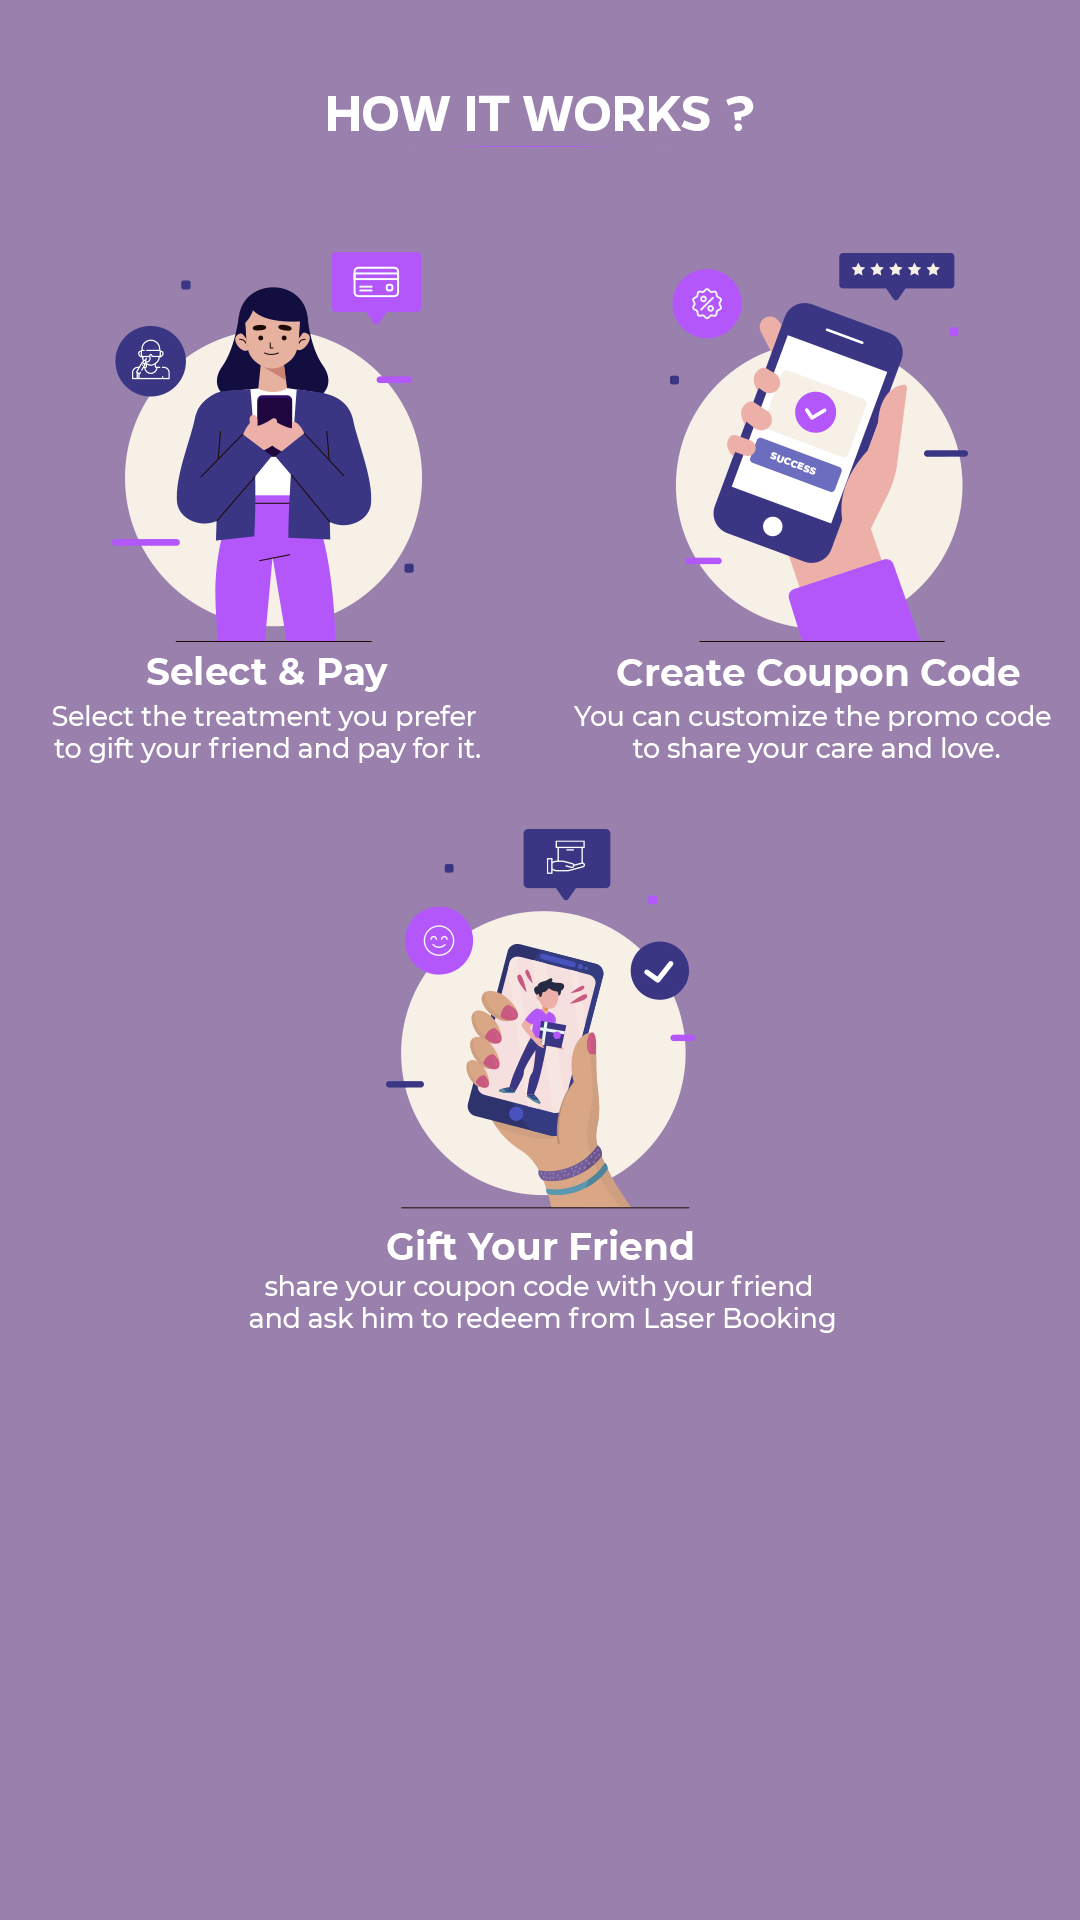 HOW IT WORKS ?
Select & Pay
Select the treatment you prefer
to gift your friend and pay for it.
SUCCESS
Create Coupon Code
You can customize the promo code
to share your care and love.
Gift Your Friend
share your coupon code with your friend
and ask him to redeem from Laser Booking